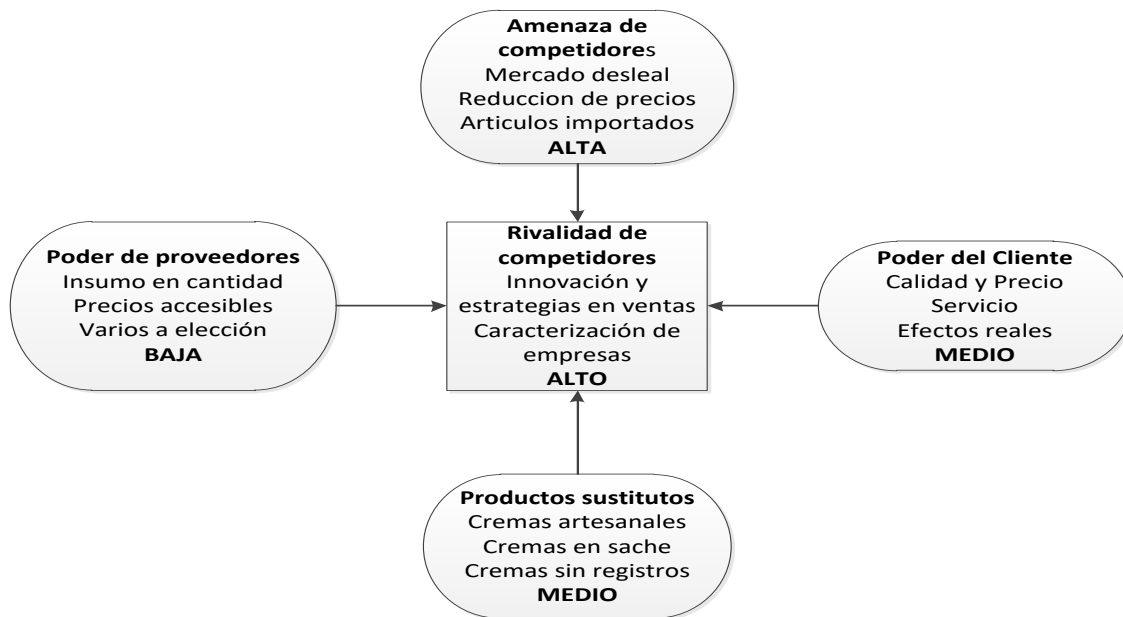 Amenaza de
competidores
Mercado desleal
Reduccion de precios
Articulos importados
ALTA
Poder de proveedores
Insumo en cantidad
Precios accesibles
Varios a elección
BAJA
Rivalidad de
competidores
Innovación y
estrategias en ventas
Caracterización de
empresas
ALTO
Poder del Cliente
Calidad y Precio
Servicio
Efectos reales
MEDIO
Productos sustitutos
Cremas artesanales
Cremas en sache
Cremas sin registros
MEDIO